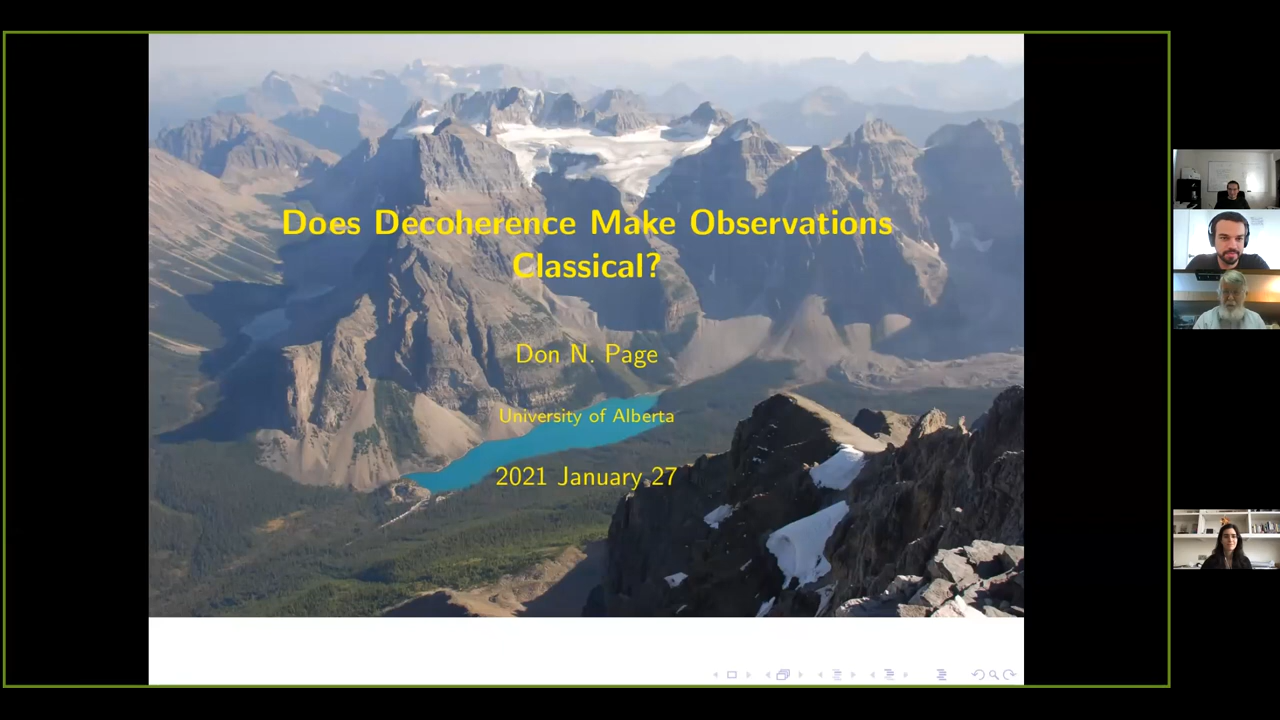 Does Decoherence Make Observations
Classical?
Don N. Page
University of Alberta
2021 January 27